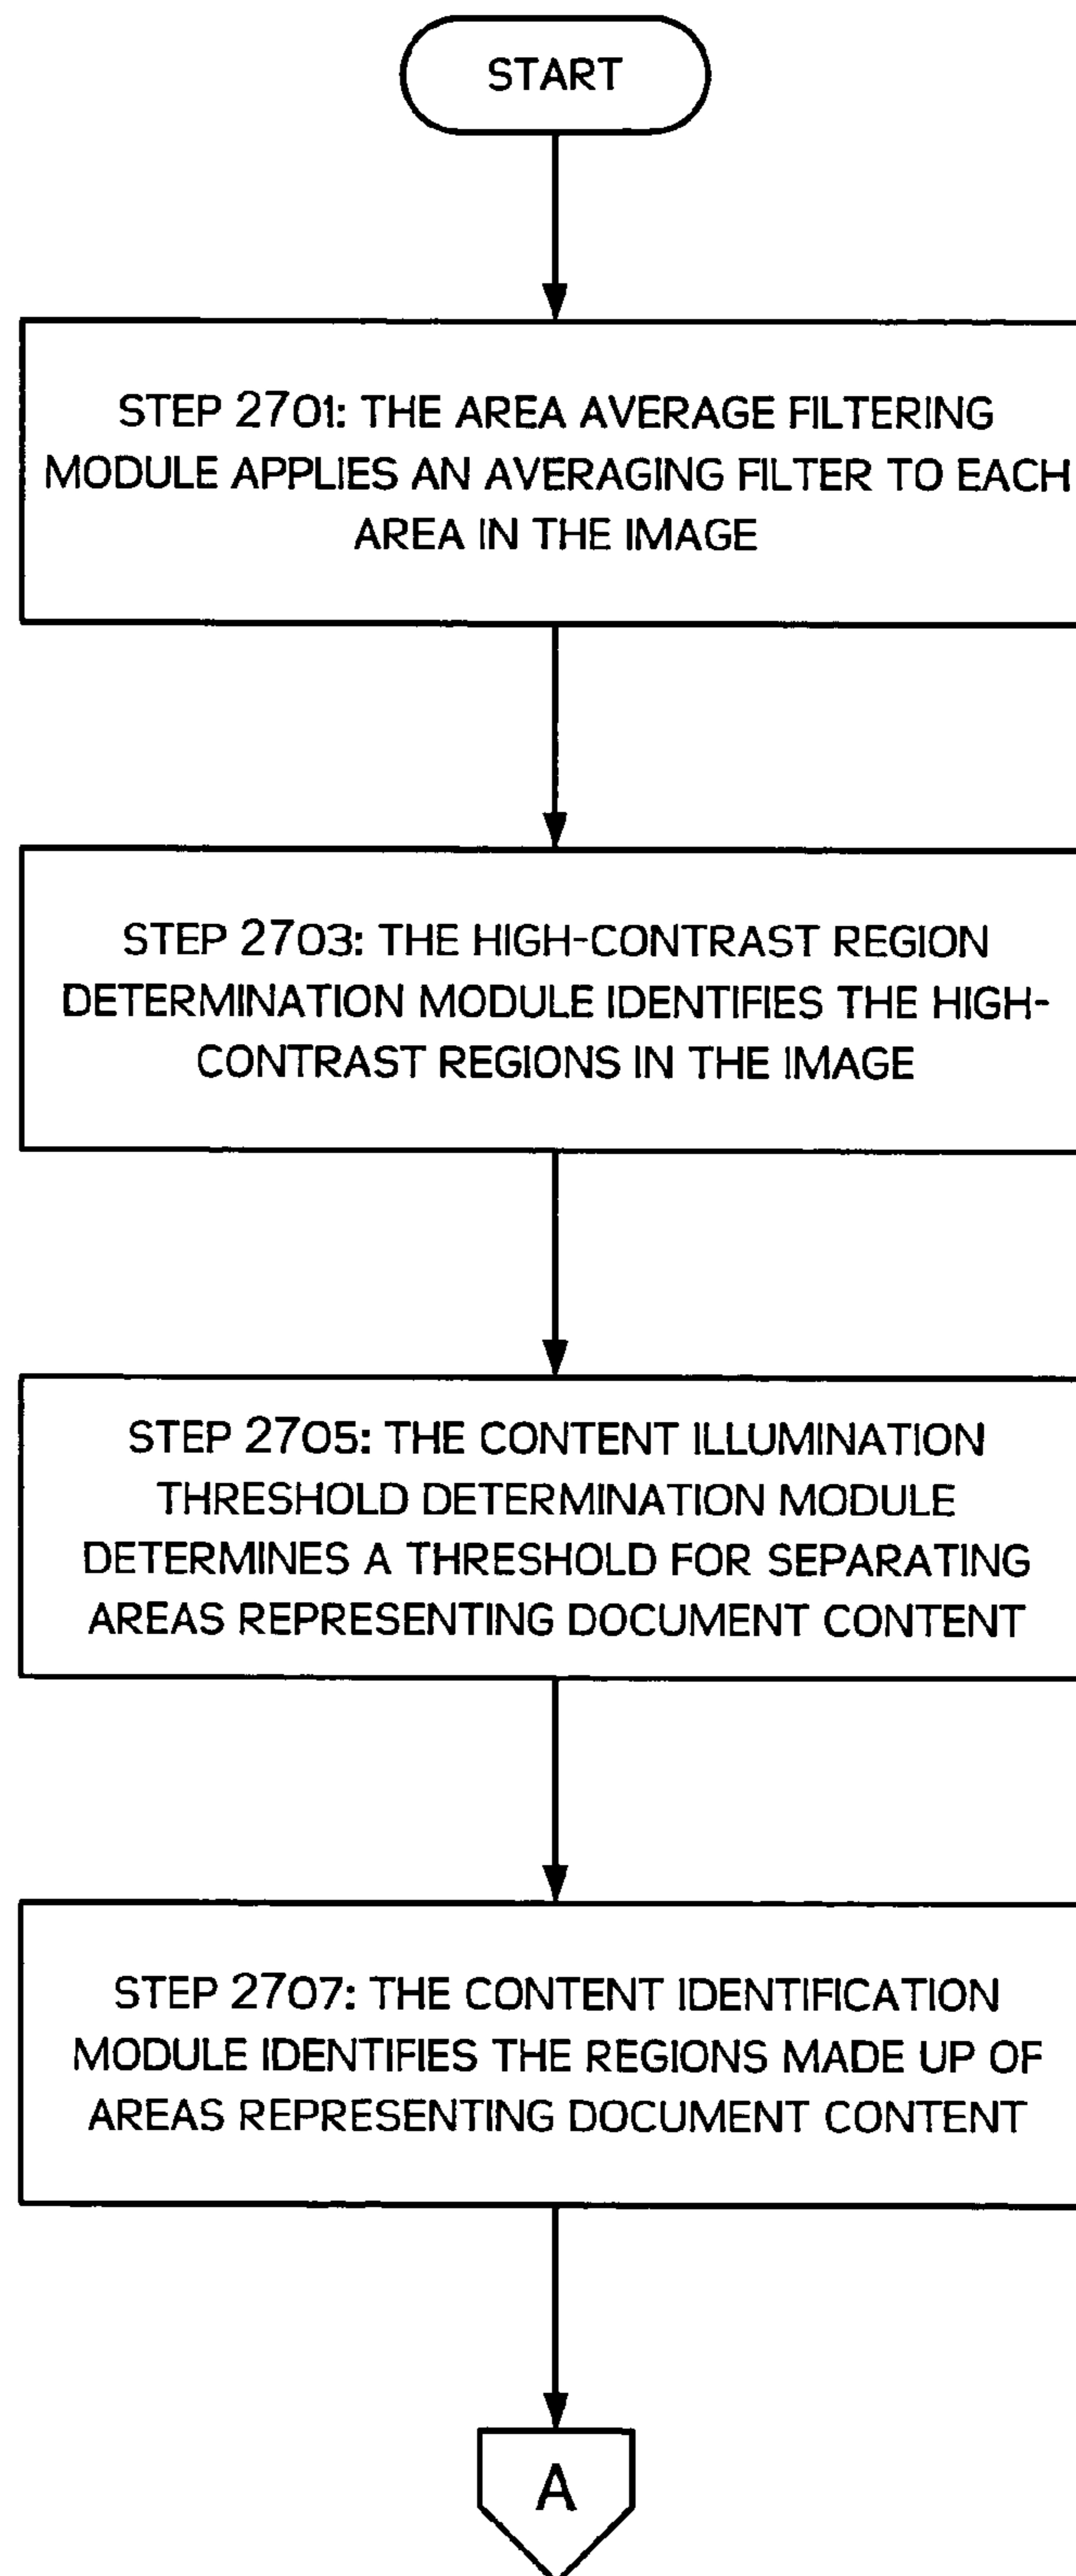 START
STEP 2701: THE AREA AVERAGE FILTERING
MODULE APPLIES AN AVERAGING FILTER TO EACH
AREA IN THE IMAGE
STEP 2703: THE HIGH-CONTRAST REGION
DETERMINATION MODULE IDENTIFIES THE HIGH-
CONTRAST REGIONS IN THE IMAGE
STEP 2705: THE CONTENT ILLUMINATION
THRESHOLD DETERMINATION MODULE
DETERMINES A THRESHOLD FOR SEPARATING
AREAS REPRESENTING DOCUMENT CONTENT
STEP 2707: THE CONTENT IDENTIFICATION
MODULE IDENTIFIES THE REGIONS MADE UP OF
AREAS REPRESENTING DOCUMENT CONTENT
A